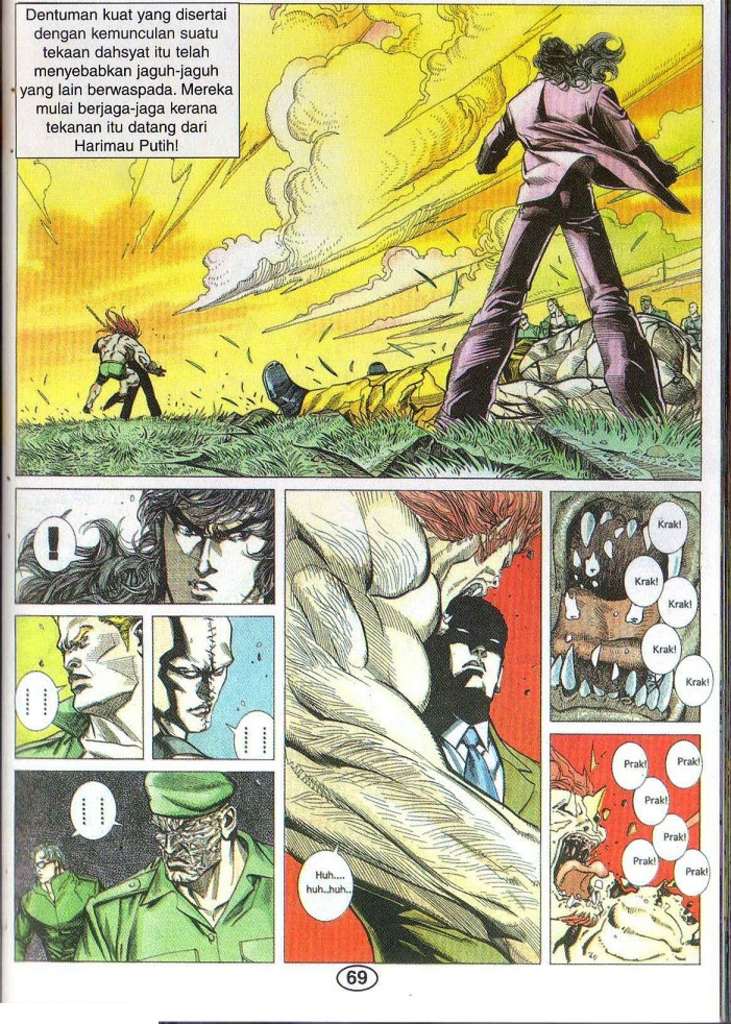 Dentuman kuat yang disertai
dengan kemunculan suatu
tekaan dahsyat itu telah
menyebabkan jaguh-jaguh
yang lain berwaspada. Mereka
mulai berjaga-jaga kerana
tekanan itu datang dari
Harimau Putih!
!
Krak!
Krak!
Krak!
Krak!
Krak!
Huh....
huh..huh..
Prak!
Prak!
Prak!
Prak!
Prak!
Prak!
69